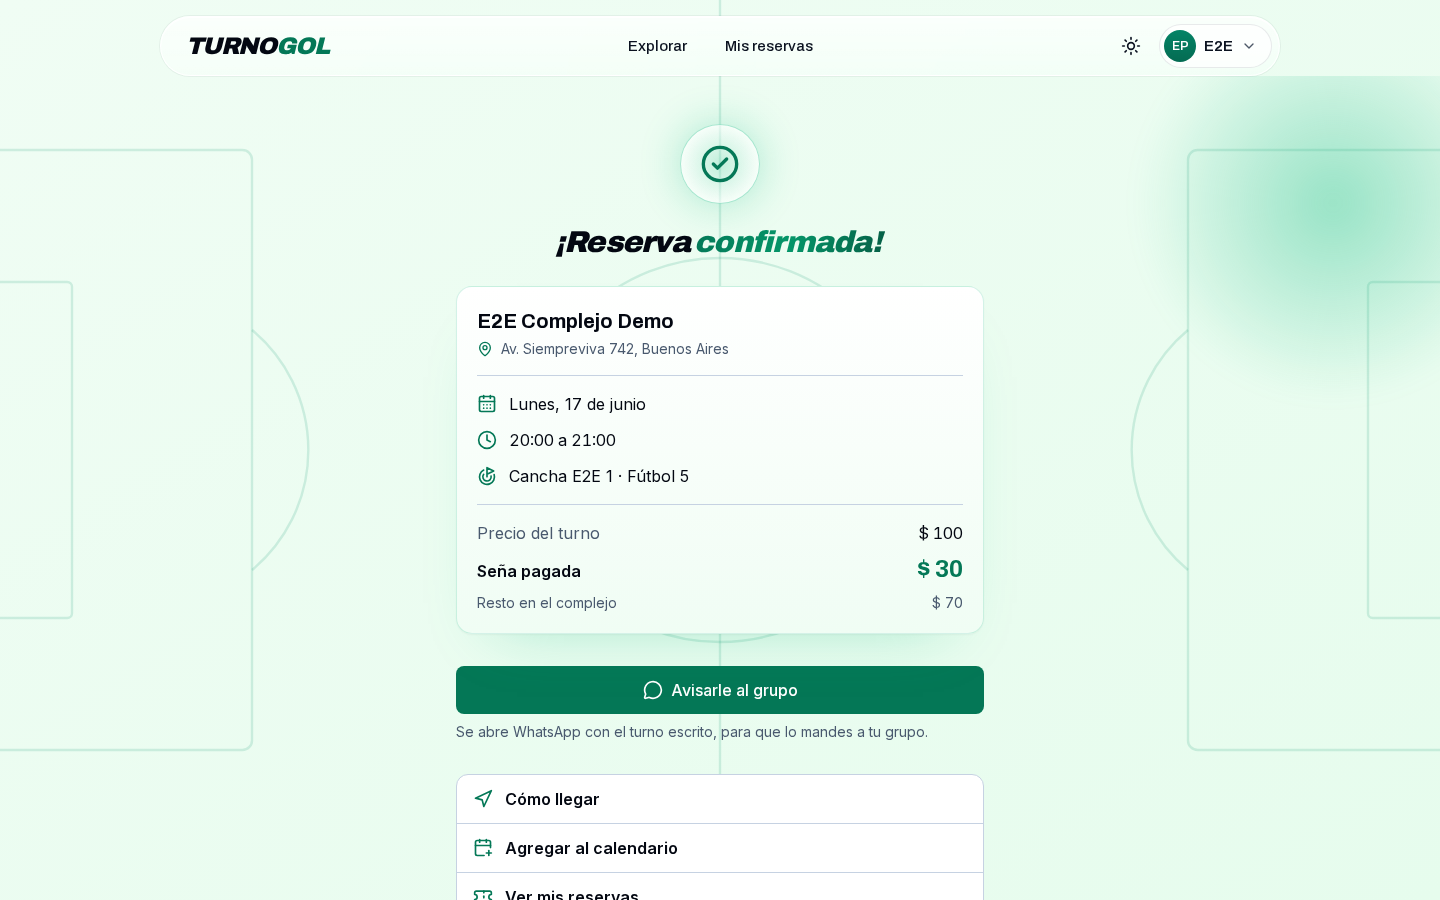 TURNOGOL
Explorar
Mis reservas
EP
E2E
¡Reserva confirmada!
E2E Complejo Demo
Av. Siempreviva 742, Buenos Aires
Lunes, 17 de junio
20:00 a 21:00
Cancha E2E 1 · Fútbol 5
Precio del turno
$ 100
Seña pagada
$ 30
Resto en el complejo
$ 70
Avisarle al grupo
Se abre WhatsApp con el turno escrito, para que lo mandes a tu grupo.
Cómo llegar
Agregar al calendario
Ver mis reservas